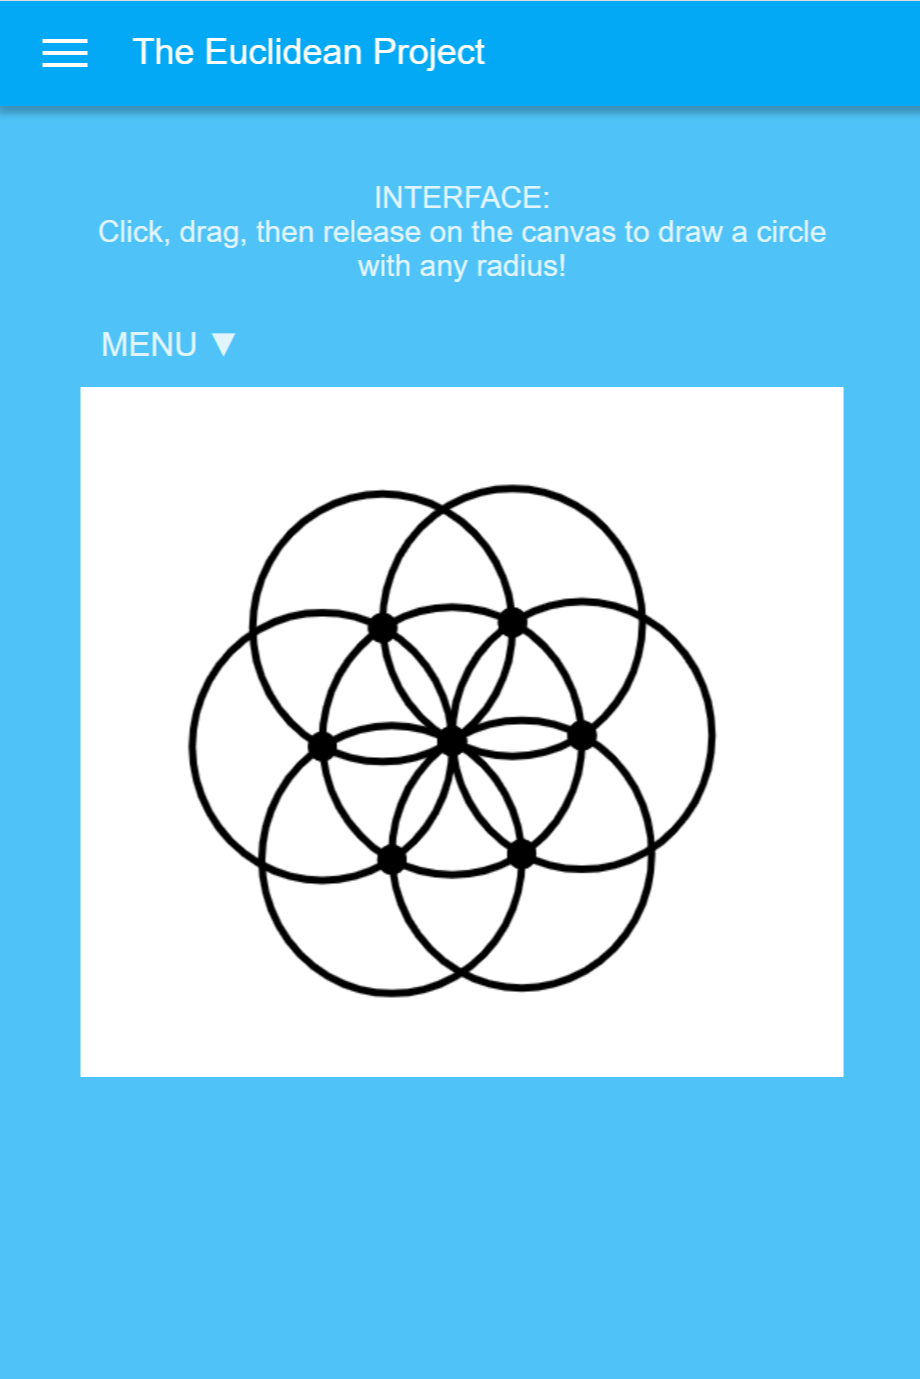 The Euclidean Project
INTERFACE:
Click, drag, then release on the canvas to draw a circle
with any radius!
MENU ▼